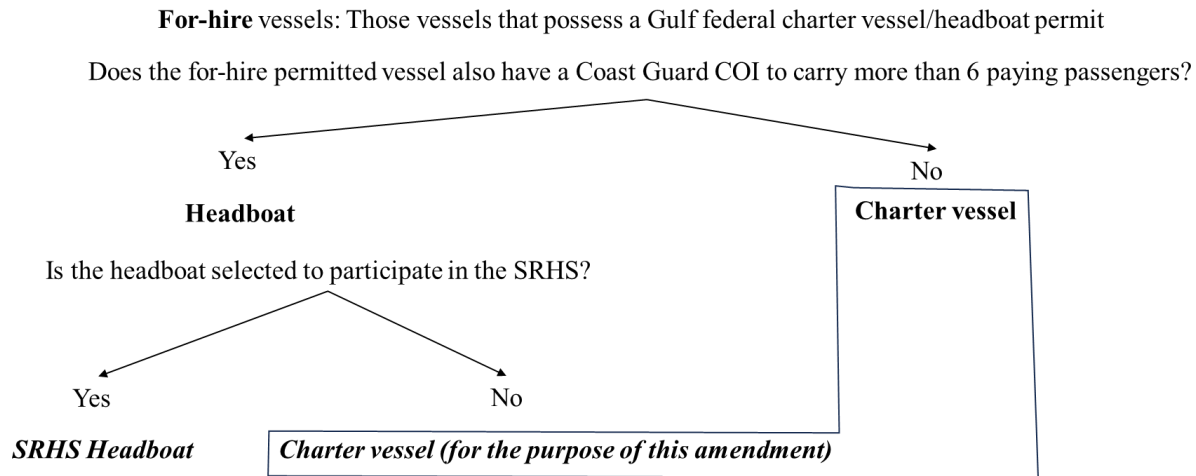 For-hire vessels: Those vessels that possess a Gulf federal charter vessel/headboat permit
Does the for-hire permitted vessel also have a Coast Guard COI to carry more than 6 paying passengers?
Yes
No
Headboat
Charter vessel
Is the headboat selected to participate in the SRHS?
Yes
No
SRHS Headboat
Charter vessel (for the purpose of this amendment)